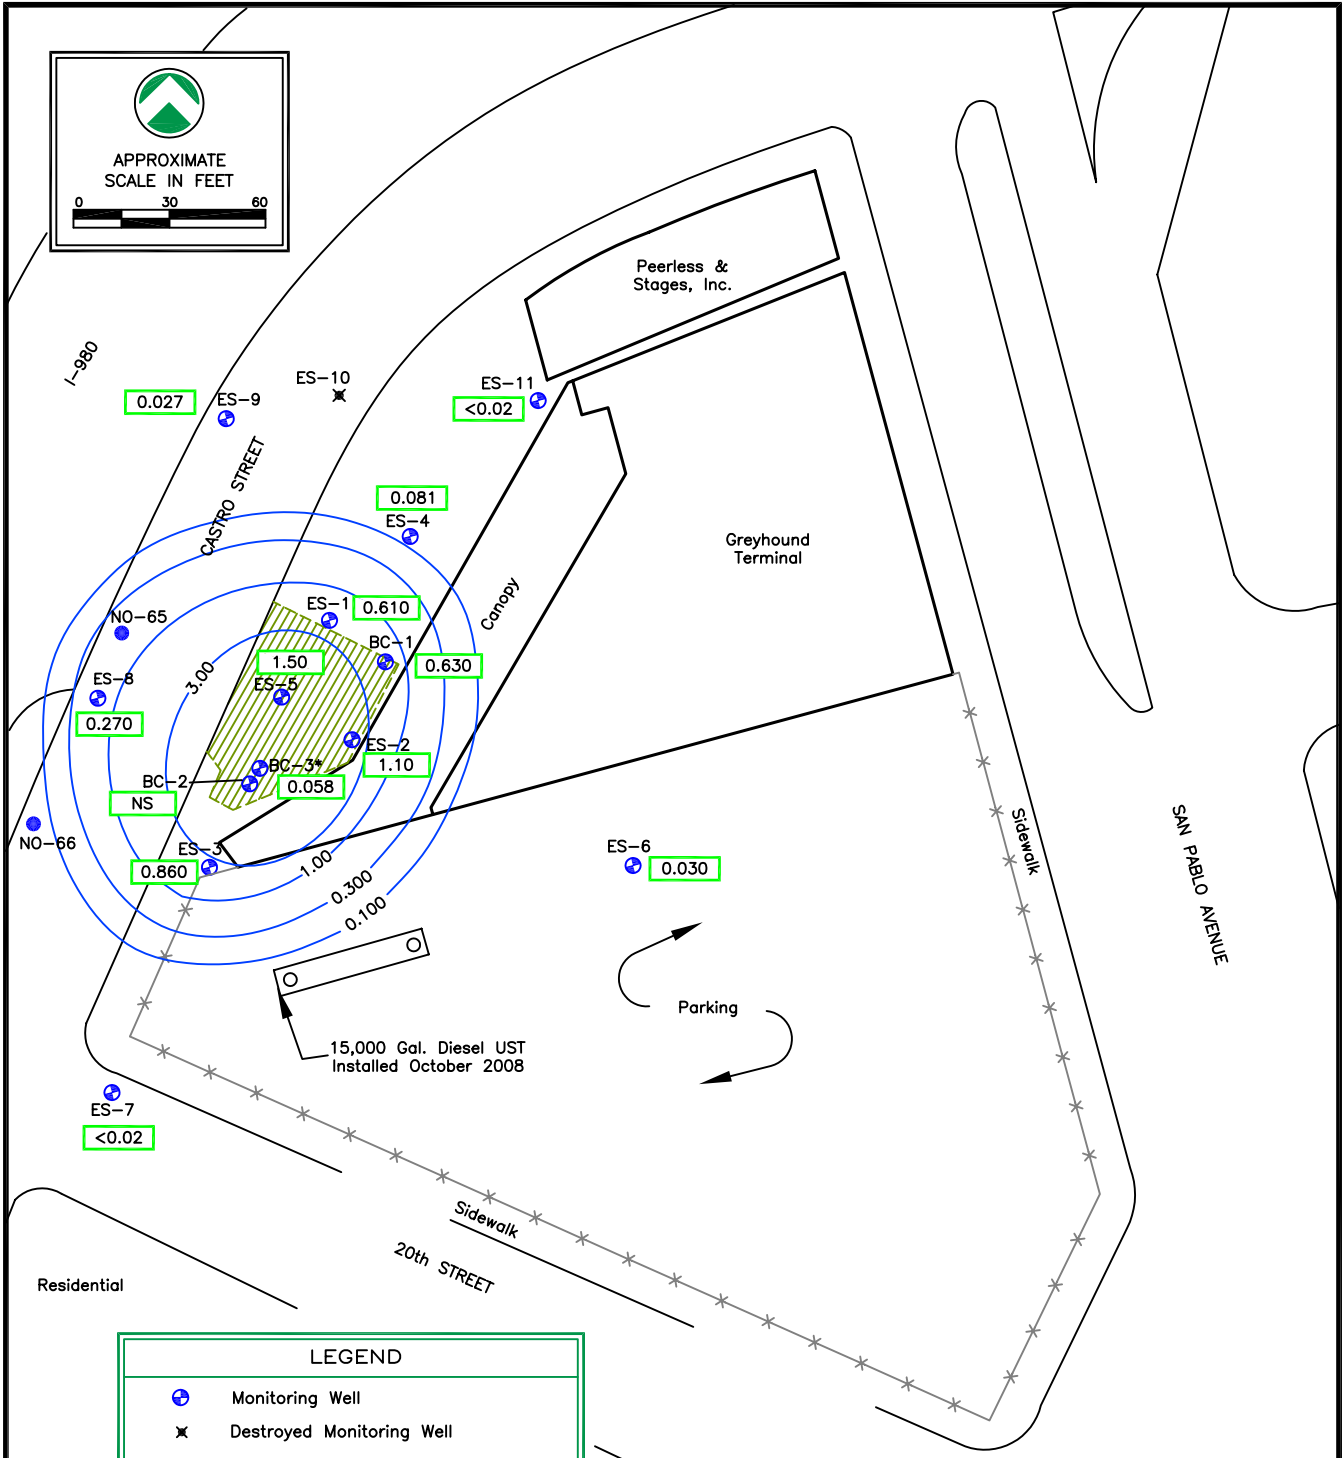 APPROXIMATE
SCALE IN FEET
0 30 60
Peerless &
Stages, Inc.
I-980
ES-10
ES-11
<0.02
0.027
ES-9
CASTRO STREET
0.081
ES-4
Greyhound
Terminal
Canopy
NO-65
ES-1
0.610
BC-1
0.630
1.50
3.00
ES-5
ES-8
0.270
ES-2
1.10
BC-3*
0.058
BC-2
NS
NO-66
ES-3
0.860
1.00
0.300
0.100
ES-6
0.030
Sidewalk
SAN PABLO AVENUE
Parking
15,000 Gal. Diesel UST
Installed October 2008
ES-7
<0.02
Sidewalk
20th STREET
Residential
LEGEND
Monitoring Well
Destroyed Monitoring Well